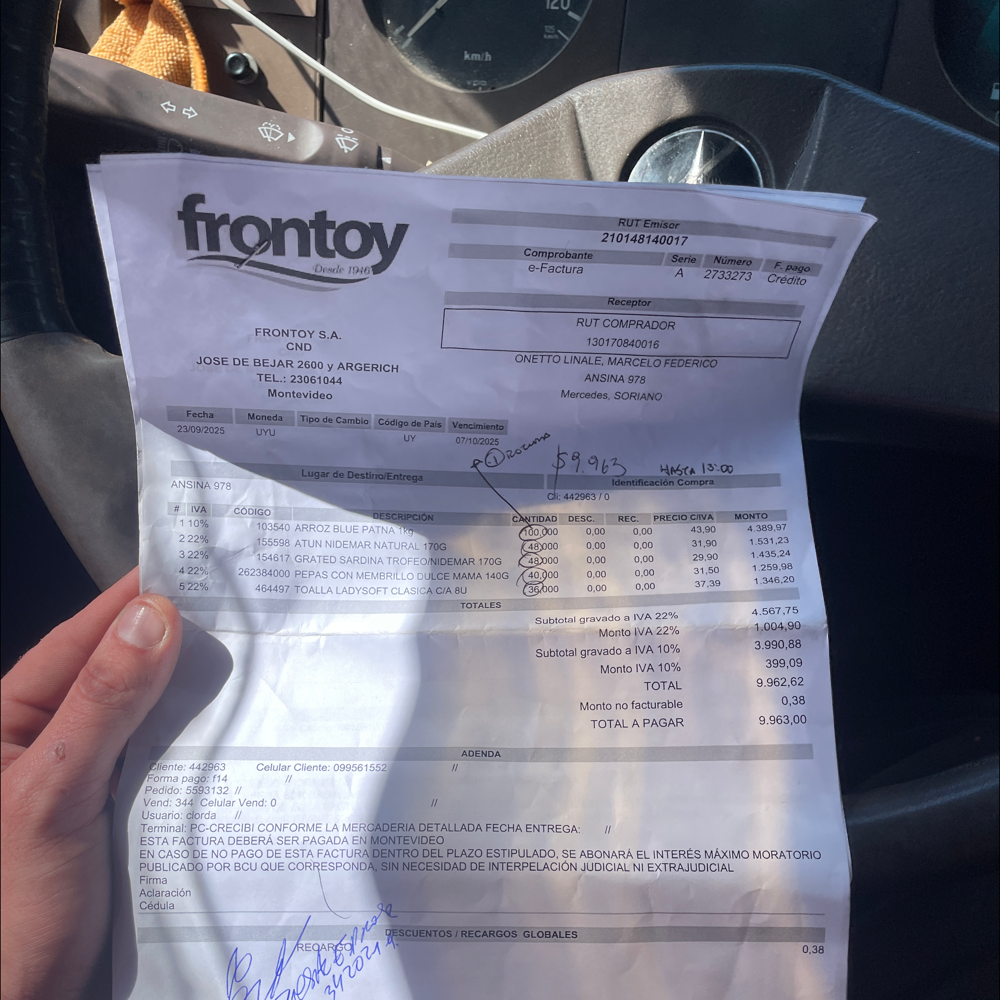 120
125
km/h
frontoy
Desde 1946
RUT Emisor
210148140017
Comprobante Serie Número F. pago
e-Factura A 2733273 Crédito
Receptor
RUT COMPRADOR
130170840016
ONETTO LINALE, MARCELO FEDERICO
ANSINA 978
Mercedes, SORIANO
FRONTOY S.A.
CND
JOSE DE BEJAR 2600 y ARGERICH
TEL.: 23061044
Montevideo
Fecha Moneda Tipo de Cambio Código de País Vencimiento
23/09/2025 UYU UY 07/10/2025
$9.963 HASTA 15:00
Lugar de Destino/Entrega Identificación Compra
ANSINA 978 Cli: 442963 / 0
# IVA CÓDIGO DESCRIPCIÓN CANTIDAD DESC. REC. PRECIO C/IVA MONTO
1 10% 103540 ARROZ BLUE PATNA 1kg 100,000 0,00 0,00 43,90 4.389,97
2 22% 155598 ATUN NIDEMAR NATURAL 170G 48,000 0,00 0,00 31,90 1.531,23
3 22% 154617 GRATED SARDINA TROFEO/NIDEMAR 170G 48,000 0,00 0,00 29,90 1.435,24
4 22% 262384000 PEPAS CON MEMBRILLO DULCE MAMA 140G 40,000 0,00 0,00 31,50 1.259,98
5 22% 464497 TOALLA LADYSOFT CLASICA C/A 8U 36,000 0,00 0,00 37,39 1.346,20
TOTALES
Subtotal gravado a IVA 22% 4.567,75
Monto IVA 22% 1.004,90
Subtotal gravado a IVA 10% 3.990,88
Monto IVA 10% 399,09
TOTAL 9.962,62
Monto no facturable 0,38
TOTAL A PAGAR 9.963,00
ADENDA
Cliente: 442963 Celular Cliente: 099561552 //
Forma pago: f14 //
Pedido: 5593132 //
Vend: 344 Celular Vend: 0 //
Usuario: clorda //
Terminal: PC-CRECIBI CONFORME LA MERCADERIA DETALLADA FECHA ENTREGA: //
ESTA FACTURA DEBERÁ SER PAGADA EN MONTEVIDEO
EN CASO DE NO PAGO DE ESTA FACTURA DENTRO DEL PLAZO ESTIPULADO, SE ABONARÁ EL INTERÉS MÁXIMO MORATORIO
PUBLICADO POR BCU QUE CORRESPONDA, SIN NECESIDAD DE INTERPELACIÓN JUDICIAL NI EXTRAJUDICIAL
Firma
Aclaración
Cédula
DESCUENTOS / RECARGOS GLOBALES
RECARGO 0,38